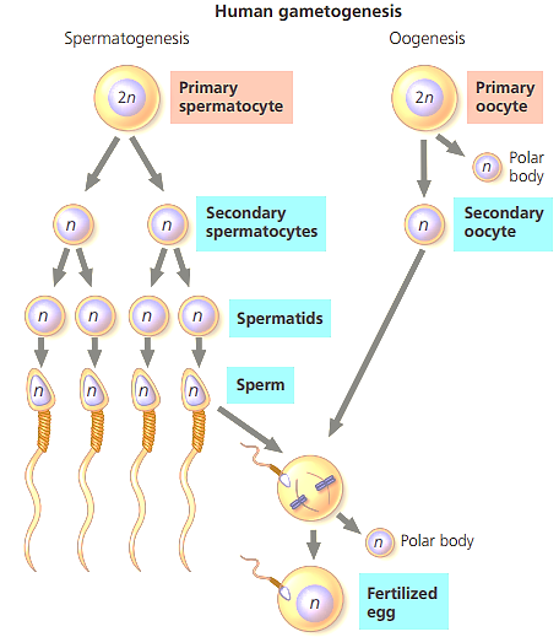 Human gametogenesis
Spermatogenesis
Oogenesis
2n
Primary
spermatocyte
2n
Primary
oocyte
n
Polar
body
n
n
Secondary
spermatocytes
n
Secondary
oocyte
n
n
n
n
Spermatids
n
n
n
n
Sperm
n
Polar body
n
Fertilized
egg